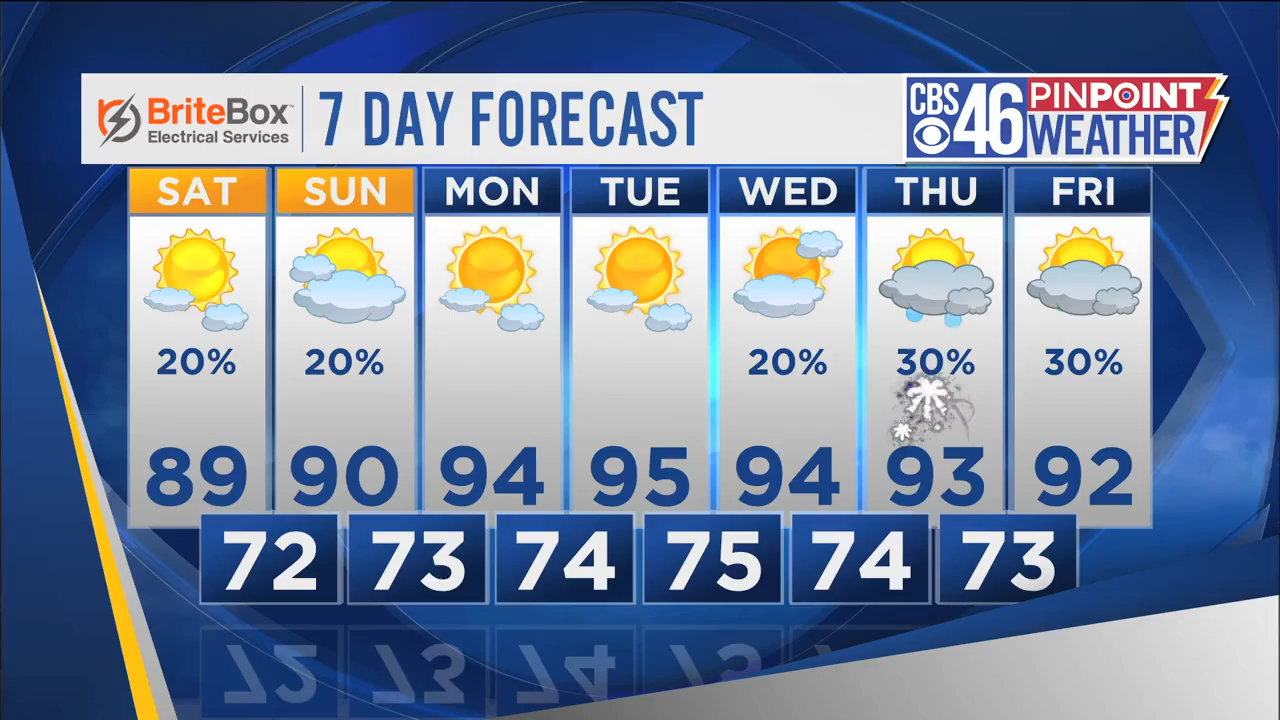 BriteBox™
Electrical Services
7 DAY FORECAST
CBS 46
PINPOINT
WEATHER
SAT SUN MON TUE WED THU FRI
20% 20% 20% 30% 30%
89 90 94 95 94 93 92
72 73 74 75 74 73